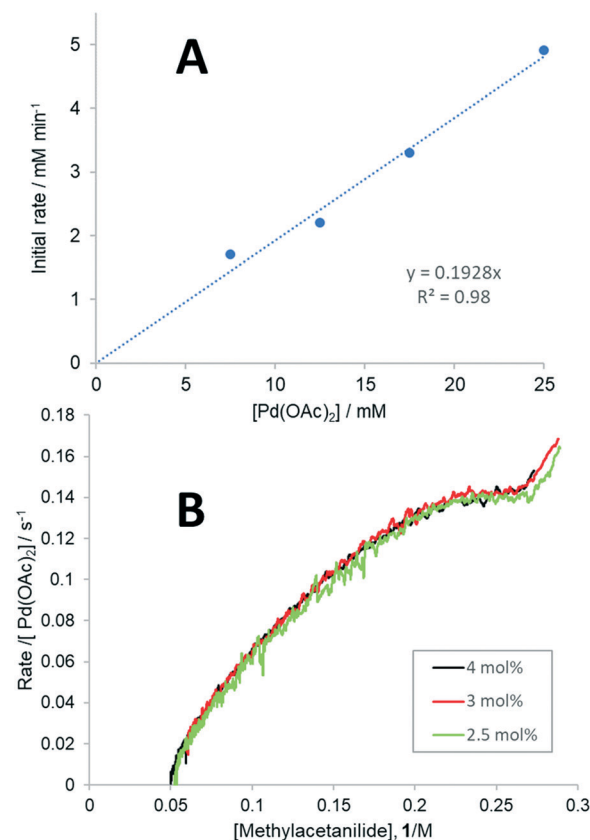 A
5
4
3
2
1
0
Initial rate / mM min⁻¹
y = 0.1928x
R² = 0.98
0 5 10 15 20 25
[Pd(OAc)₂] / mM
B
0.18
0.16
0.14
0.12
0.1
0.08
0.06
0.04
0.02
0
Rate /[ Pd(OAc)₂] / s⁻¹
4 mol%
3 mol%
2.5 mol%
0 0.05 0.1 0.15 0.2 0.25 0.3
[Methylacetanilide], 1/M